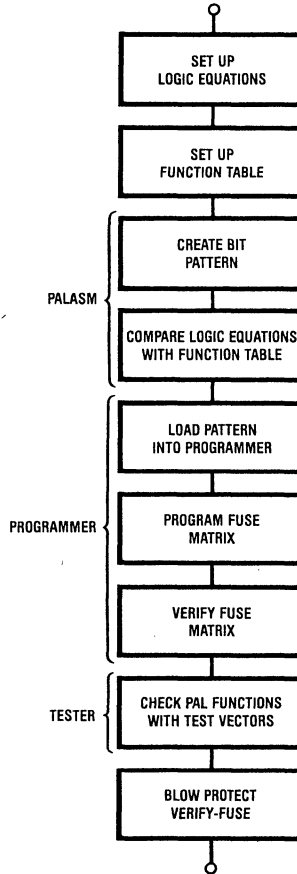 SET UP
LOGIC EQUATIONS
SET UP
FUNCTION TABLE
PALASM
CREATE BIT
PATTERN
COMPARE LOGIC EQUATIONS
WITH FUNCTION TABLE
PROGRAMMER
LOAD PATTERN
INTO PROGRAMMER
PROGRAM FUSE
MATRIX
VERIFY FUSE
MATRIX
TESTER
CHECK PAL FUNCTIONS
WITH TEST VECTORS
BLOW PROTECT
VERIFY-FUSE